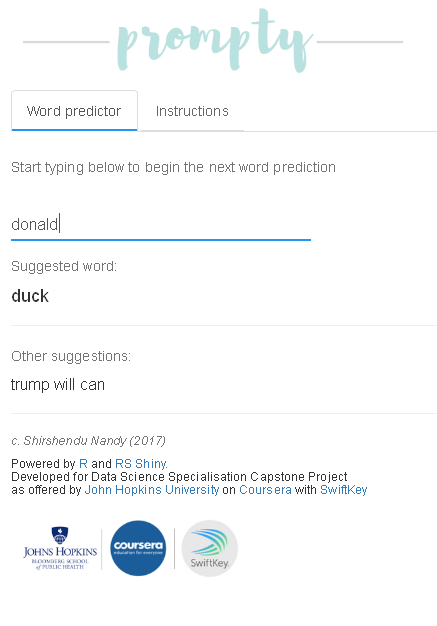 prompty
Word predictor
Instructions
Start typing below to begin the next word prediction
donald
Suggested word:
duck
Other suggestions:
trump will can
c. Shirshendu Nandy (2017)
Powered by R and RS Shiny.
Developed for Data Science Specialisation Capstone Project
as offered by John Hopkins University on Coursera with SwiftKey
JOHNS HOPKINS
BLOOMBERG SCHOOL
of PUBLIC HEALTH
coursera
education for everyone
SwiftKey